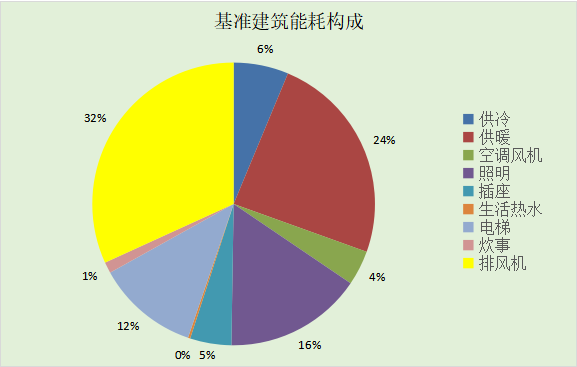 基准建筑能耗构成
6%
24%
4%
16%
5%
0%
12%
1%
32%
供冷
供暖
空调风机
照明
插座
生活热水
电梯
炊事
排风机